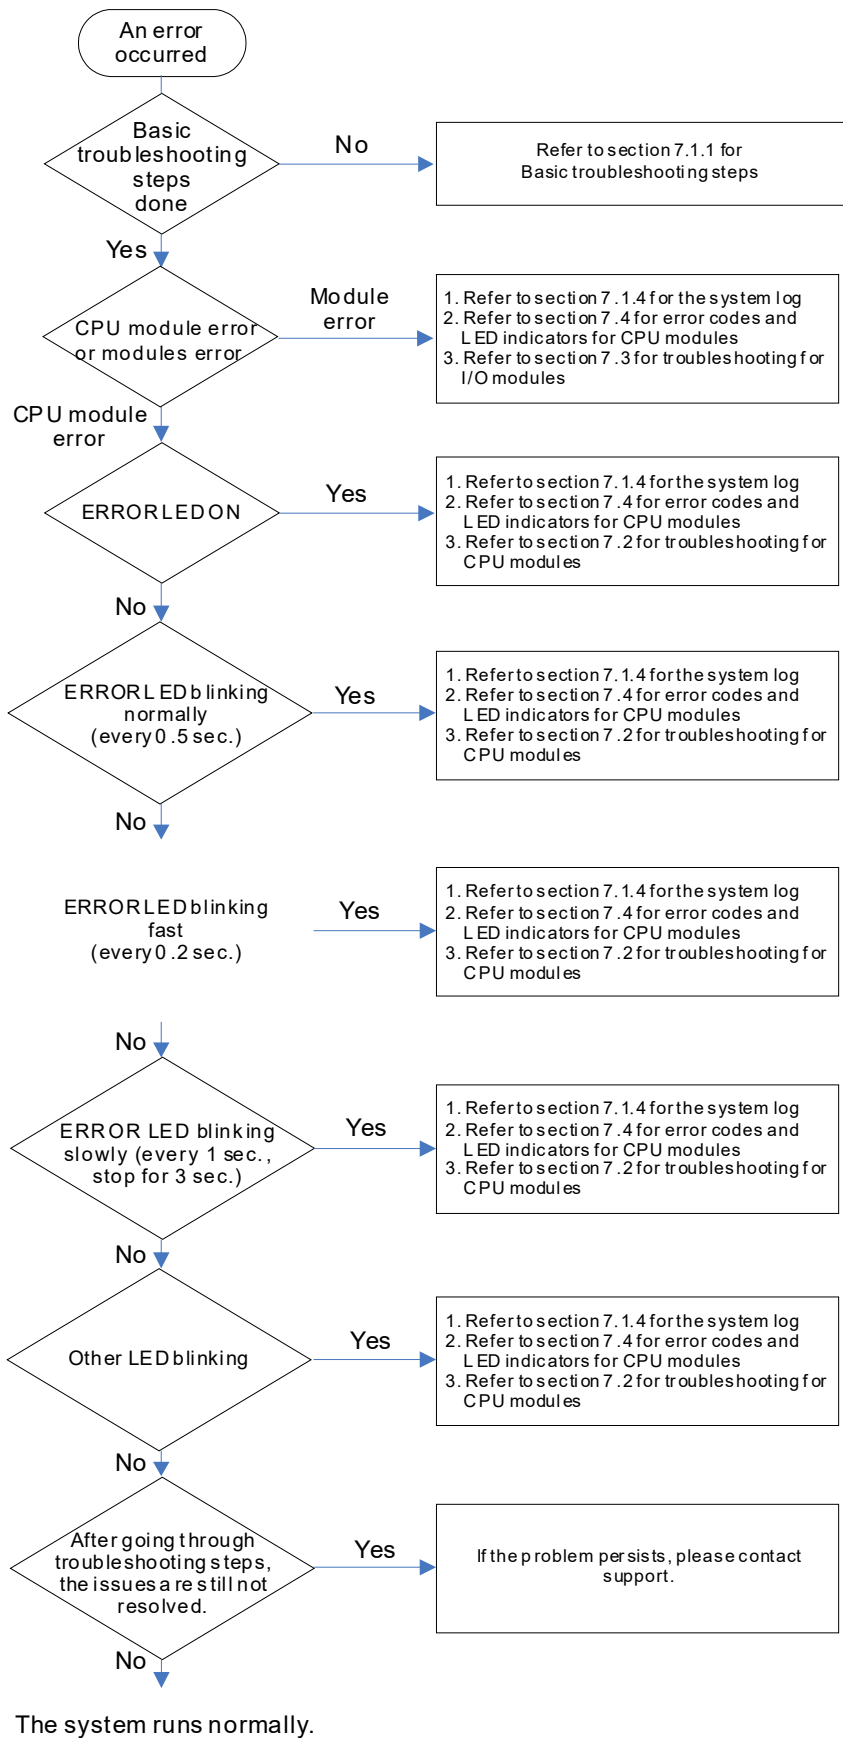 An error
occurred
Basic
troubleshooting
steps
done
No
Refer to section 7.1.1 for
Basic troubleshooting steps
Yes
CPU module error
or modules error
Module
error
1. Refer to section 7.1.4 for the system log
2. Refer to section 7.4 for error codes and
LED indicators for CPU modules
3. Refer to section 7.3 for troubleshooting for
I/O modules
CPU module
error
ERROR LED ON
Yes
1. Refer to section 7.1.4 for the system log
2. Refer to section 7.4 for error codes and
LED indicators for CPU modules
3. Refer to section 7.2 for troubleshooting for
CPU modules
No
ERROR LED blinking
normally
(every 0.5 sec.)
Yes
1. Refer to section 7.1.4 for the system log
2. Refer to section 7.4 for error codes and
LED indicators for CPU modules
3. Refer to section 7.2 for troubleshooting for
CPU modules
No
ERROR LED blinking
fast
(every 0.2 sec.)
Yes
1. Refer to section 7.1.4 for the system log
2. Refer to section 7.4 for error codes and
LED indicators for CPU modules
3. Refer to section 7.2 for troubleshooting for
CPU modules
No
ERROR LED blinking
slowly (every 1 sec.,
stop for 3 sec.)
Yes
1. Refer to section 7.1.4 for the system log
2. Refer to section 7.4 for error codes and
LED indicators for CPU modules
3. Refer to section 7.2 for troubleshooting for
CPU modules
No
Other LED blinking
Yes
1. Refer to section 7.1.4 for the system log
2. Refer to section 7.4 for error codes and
LED indicators for CPU modules
3. Refer to section 7.2 for troubleshooting for
CPU modules
No
After going through
troubleshooting steps,
the issues are still not
resolved.
Yes
If the problem persists, please contact
support.
No
The system runs normally.